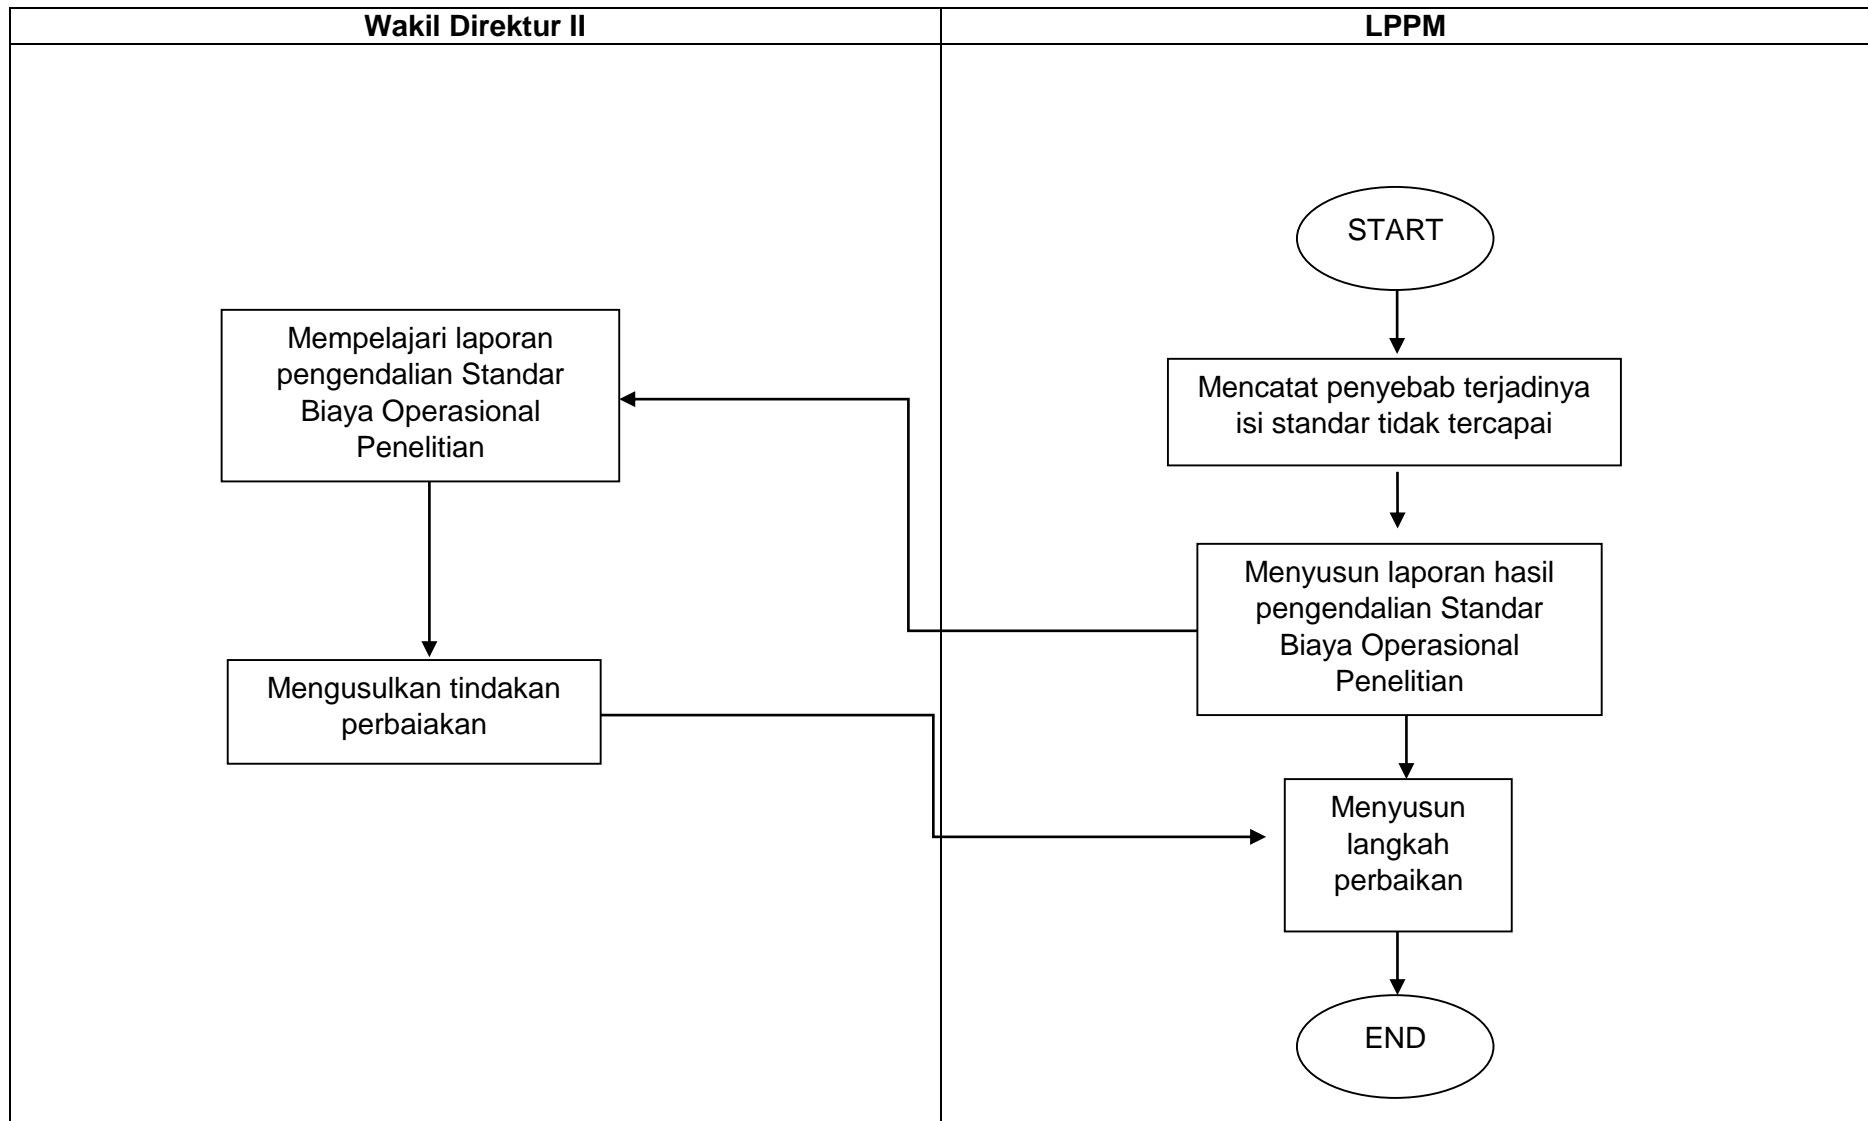 Wakil Direktur II
LPPM
START
Mencatat penyebab terjadinya
isi standar tidak tercapai
Menyusun laporan hasil
pengendalian Standar
Biaya Operasional
Penelitian
Mempelajari laporan
pengendalian Standar
Biaya Operasional
Penelitian
Mengusulkan tindakan
perbaiakan
Menyusun
langkah
perbaikan
END